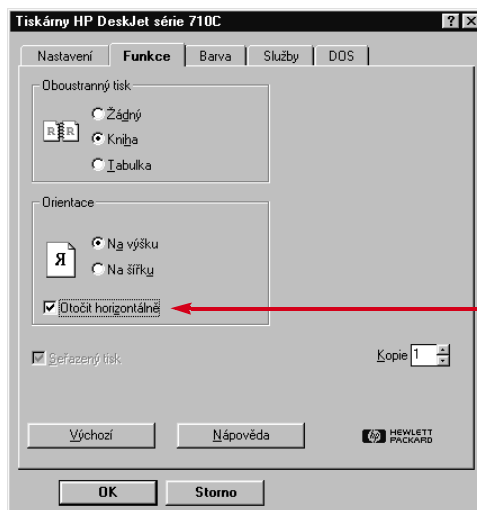 Tiskárny HP DeskJet série 710C
Nastavení Funkce Barva Služby DOS
Oboustranný tisk
Žádný
R R
Kniha
Tabulka
Orientace
Na výšku
Я
Na šířku
Otočit horizontálně
Seřazený tisk
Kopie 1
Výchozí Nápověda hp HEWLETT
PACKARD
OK Storno